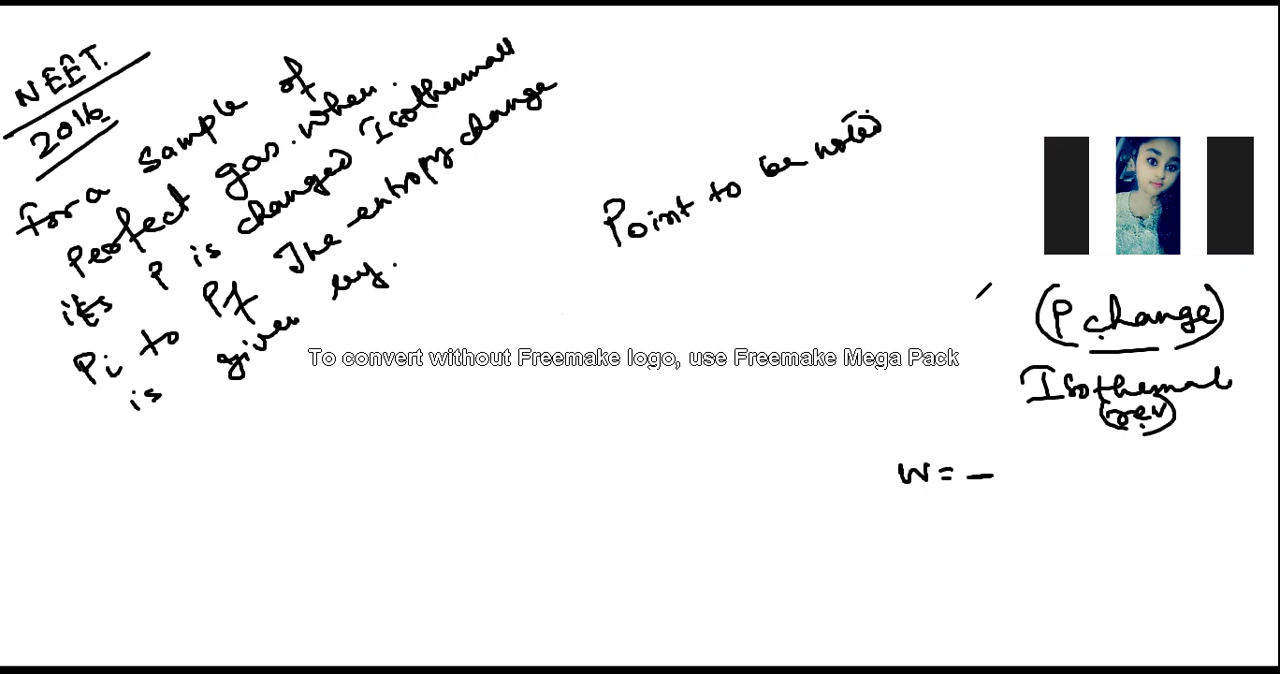 NEET.
2016
For a sample of
Perfect gas. When
its P is changed Isothermall
Pi to Pf The entropy change
is given by.
Point to be noted
(P change)
Isothermal
(rev)
W = —
To convert without Freemake logo, use Freemake Mega Pack